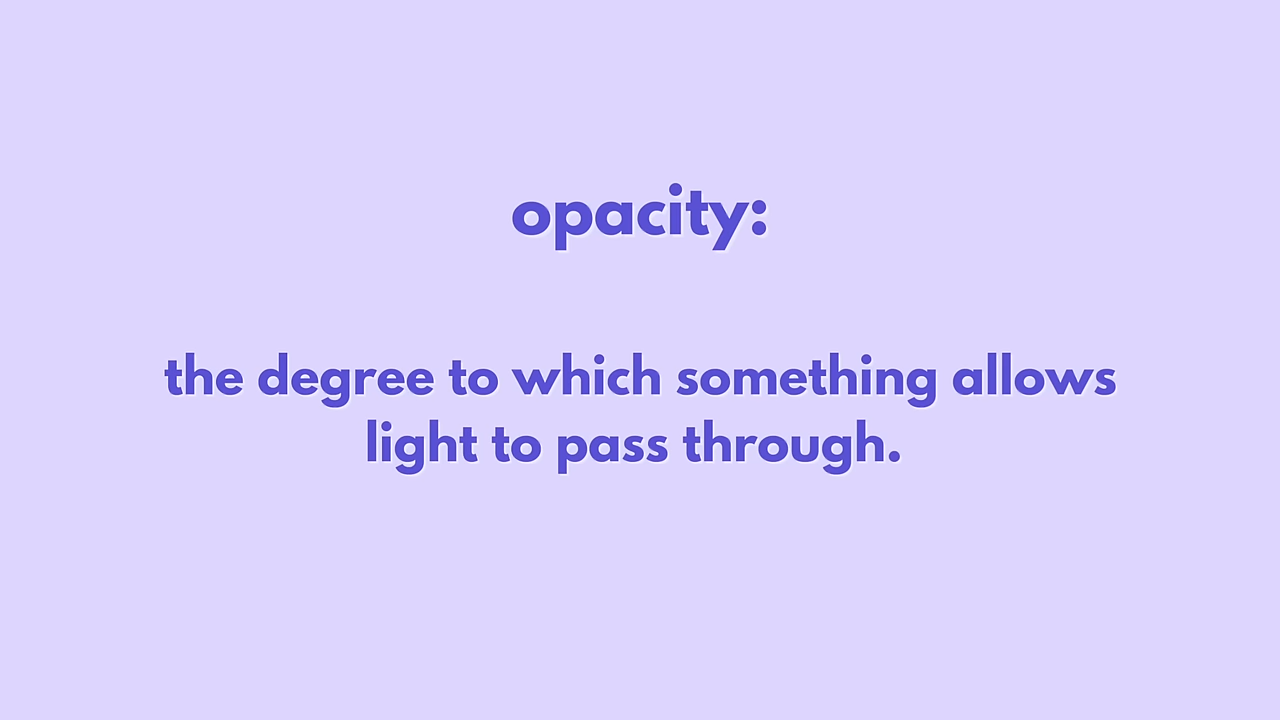 opacity:
the degree to which something allows
light to pass through.